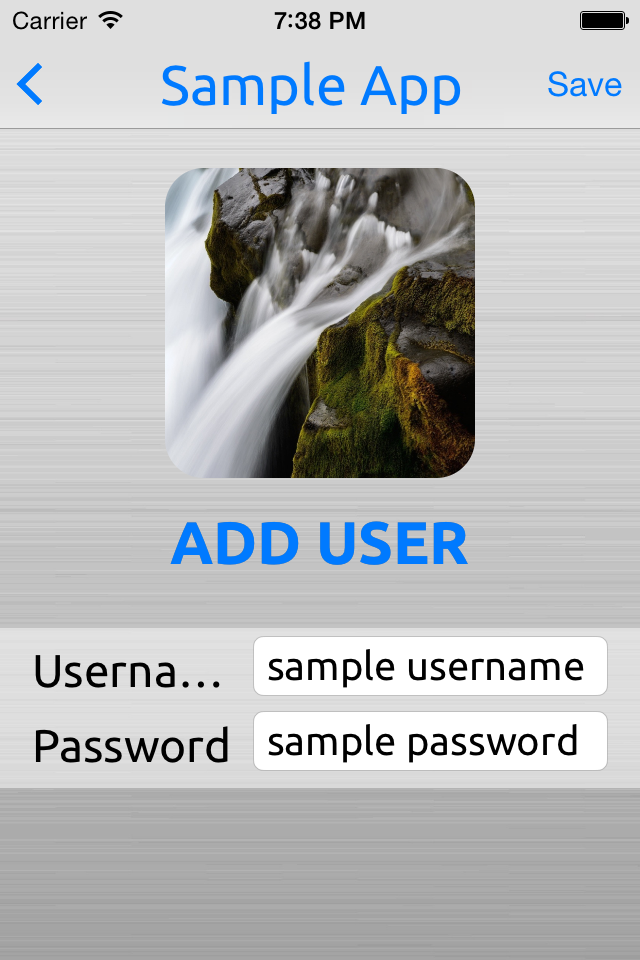 Carrier 7:38 PM
Sample App Save
ADD USER
Userna… sample username
Password sample password